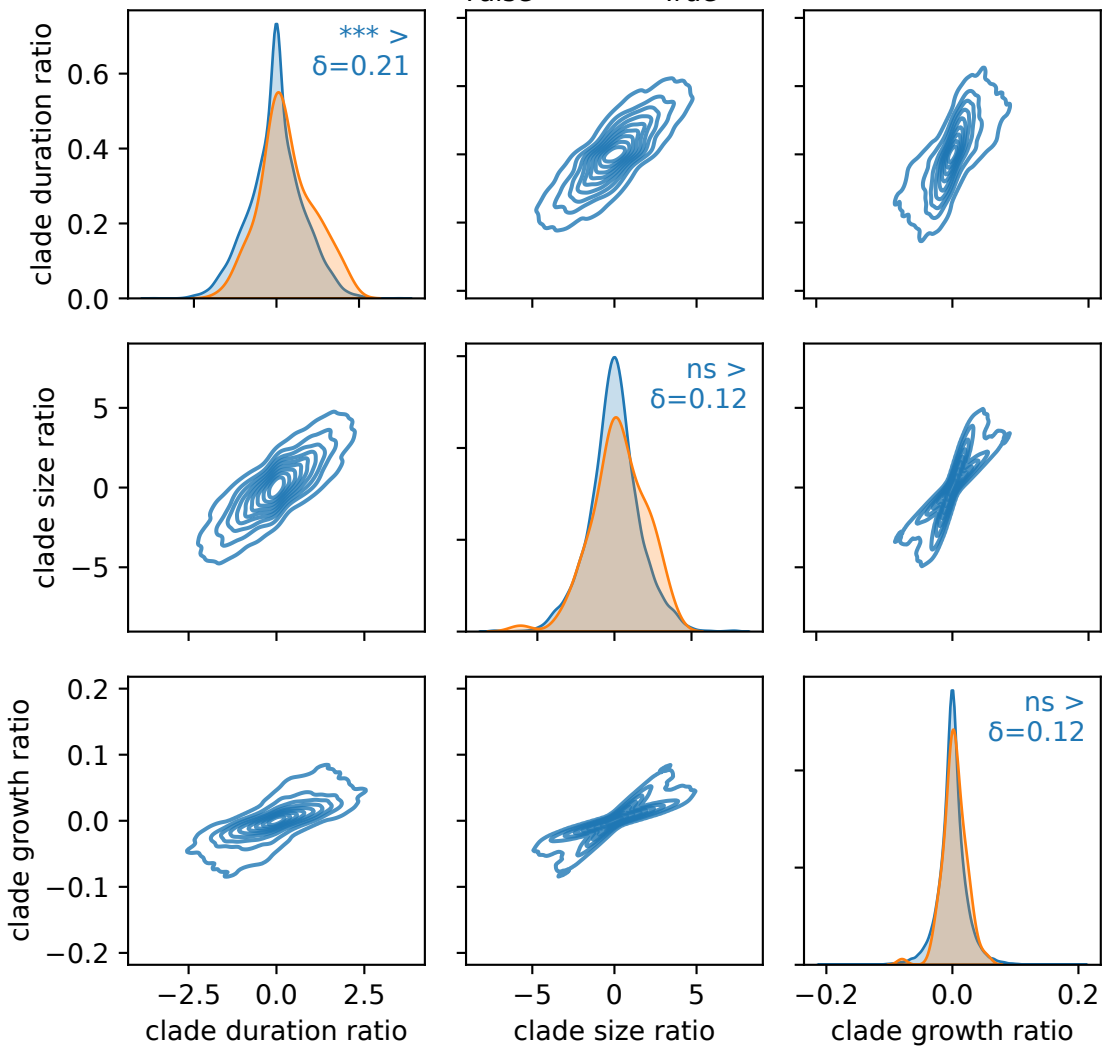 clade duration ratio
0.6
0.4
0.2
0.0
*** >
δ=0.21
clade size ratio
5
0
−5
ns >
δ=0.12
clade growth ratio
0.2
0.1
0.0
−0.1
−0.2
ns >
δ=0.12
−2.5
0.0
2.5
−5
0
5
−0.2
0.0
0.2
clade duration ratio
clade size ratio
clade growth ratio